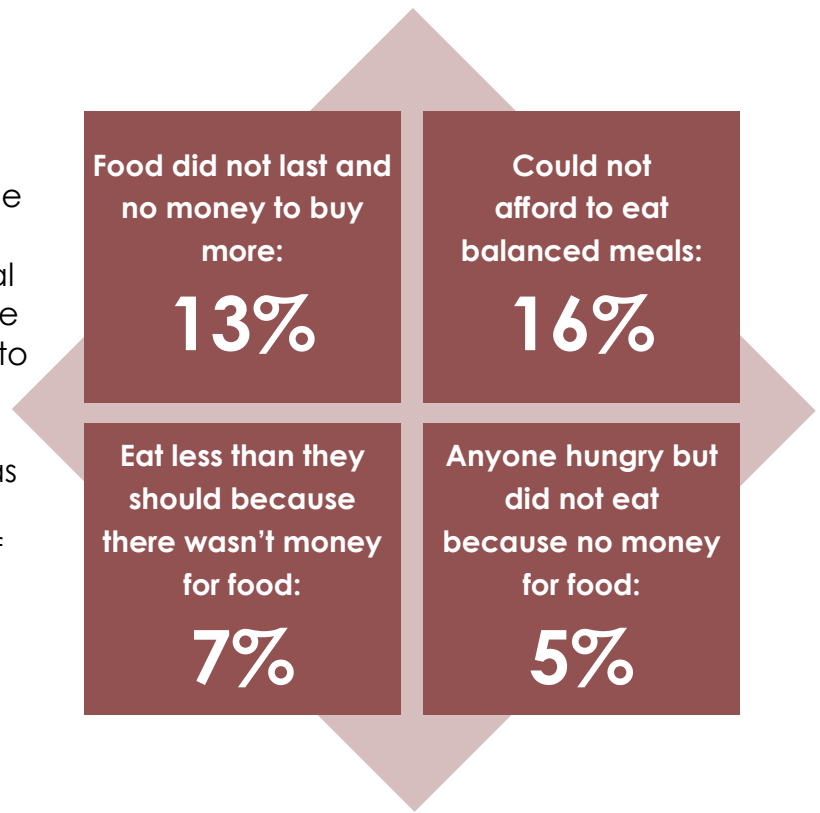 to
Food did not last and
no money to buy
more:
13%
Could not
afford to eat
balanced meals:
16%
Eat less than they
should because
there wasn't money
for food:
7%
Anyone hungry but
did not eat
because no money
for food:
5%